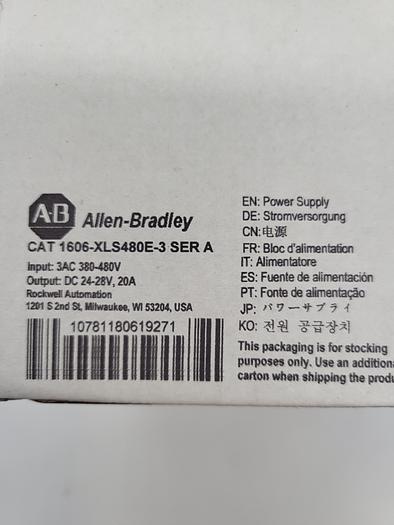 AB Allen-Bradley
CAT 1606-XLS480E-3 SER A
Input: 3AC 380-480V
Output: DC 24-28V, 20A
Rockwell Automation
1201 S 2nd St, Milwaukee, WI 53204, USA
10781180619271
EN: Power Supply
DE: Stromversorgung
CN:电源
FR: Bloc d'alimentation
IT: Alimentatore
ES: Fuente de alimentación
PT: Fonte de alimentação
JP: パワーサプライ
KO: 전원 공급장치
This packaging is for stocking
purposes only. Use an
carton when shipping the